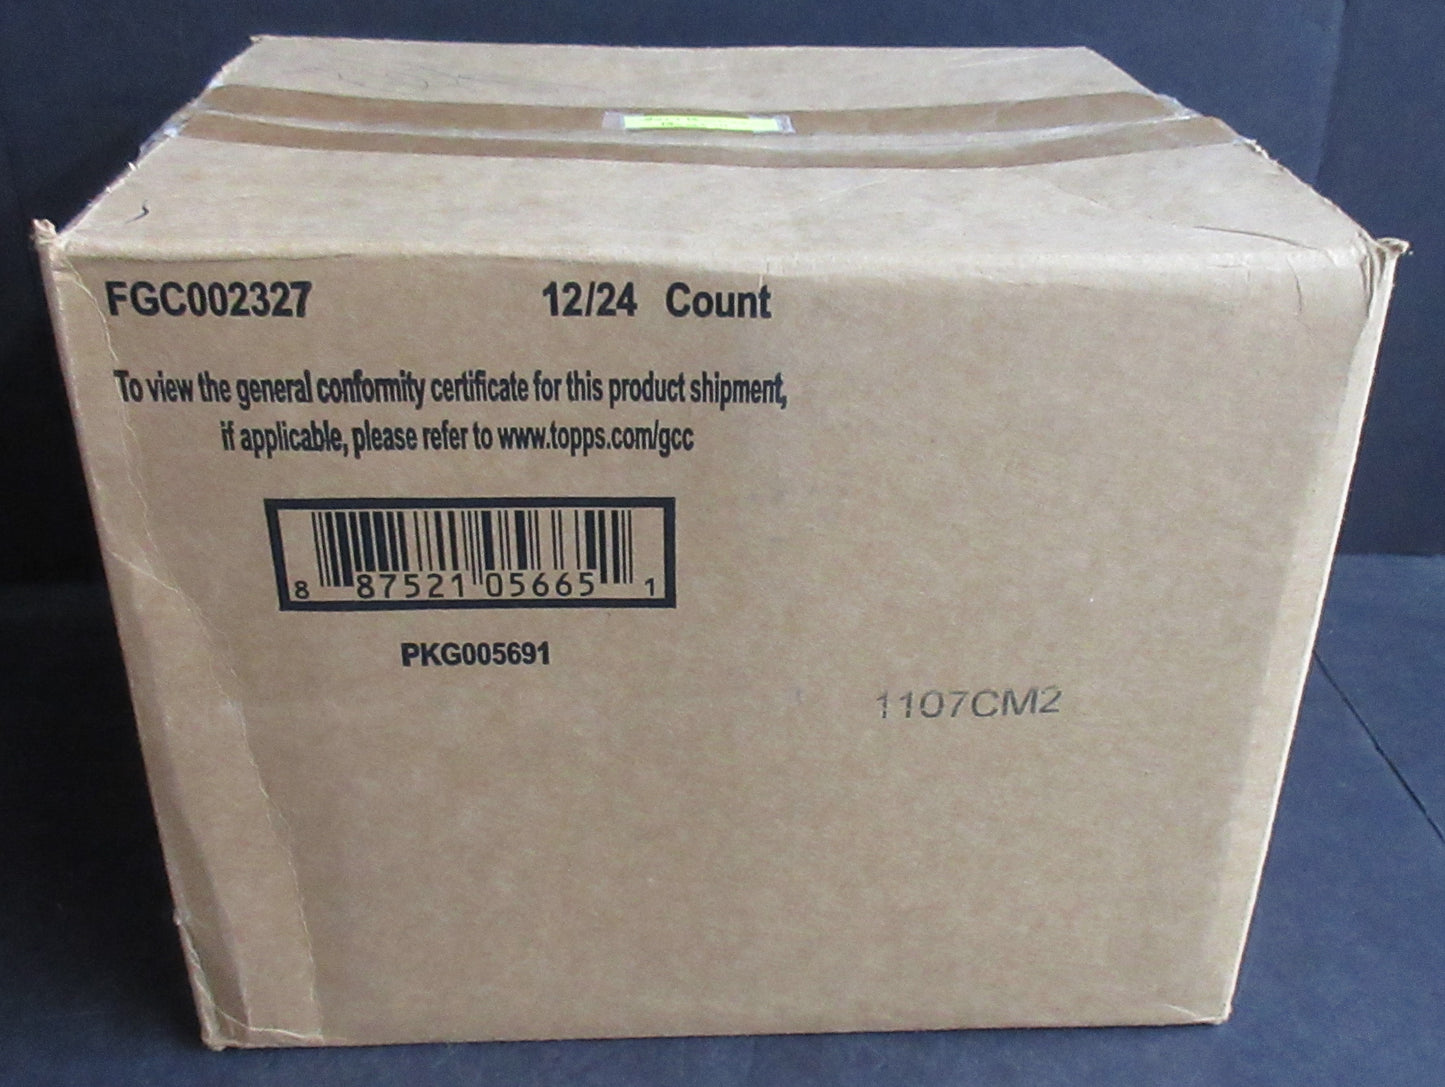 FGC002327 12/24 Count
To view the general conformity certificate for this product shipment,
if applicable, please refer to www.topps.com/gcc
8 87521 05665 1
PKG005691
1107CM2